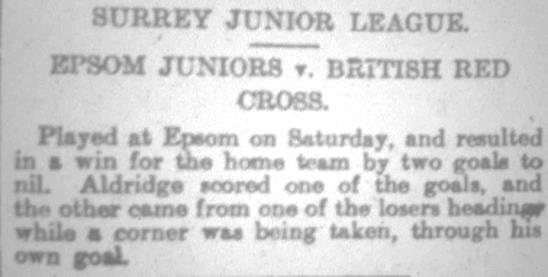 SURREY JUNIOR LEAGUE.
EPSOM JUNIORS v. BRITISH RED
CROSS.
Played at Epsom on Saturday, and resulted
in a win for the home team by two goals to
nil. Aldridge scored one of the goals, and
the other came from one of the losers heading
while a corner was being taken, through his
own goal.